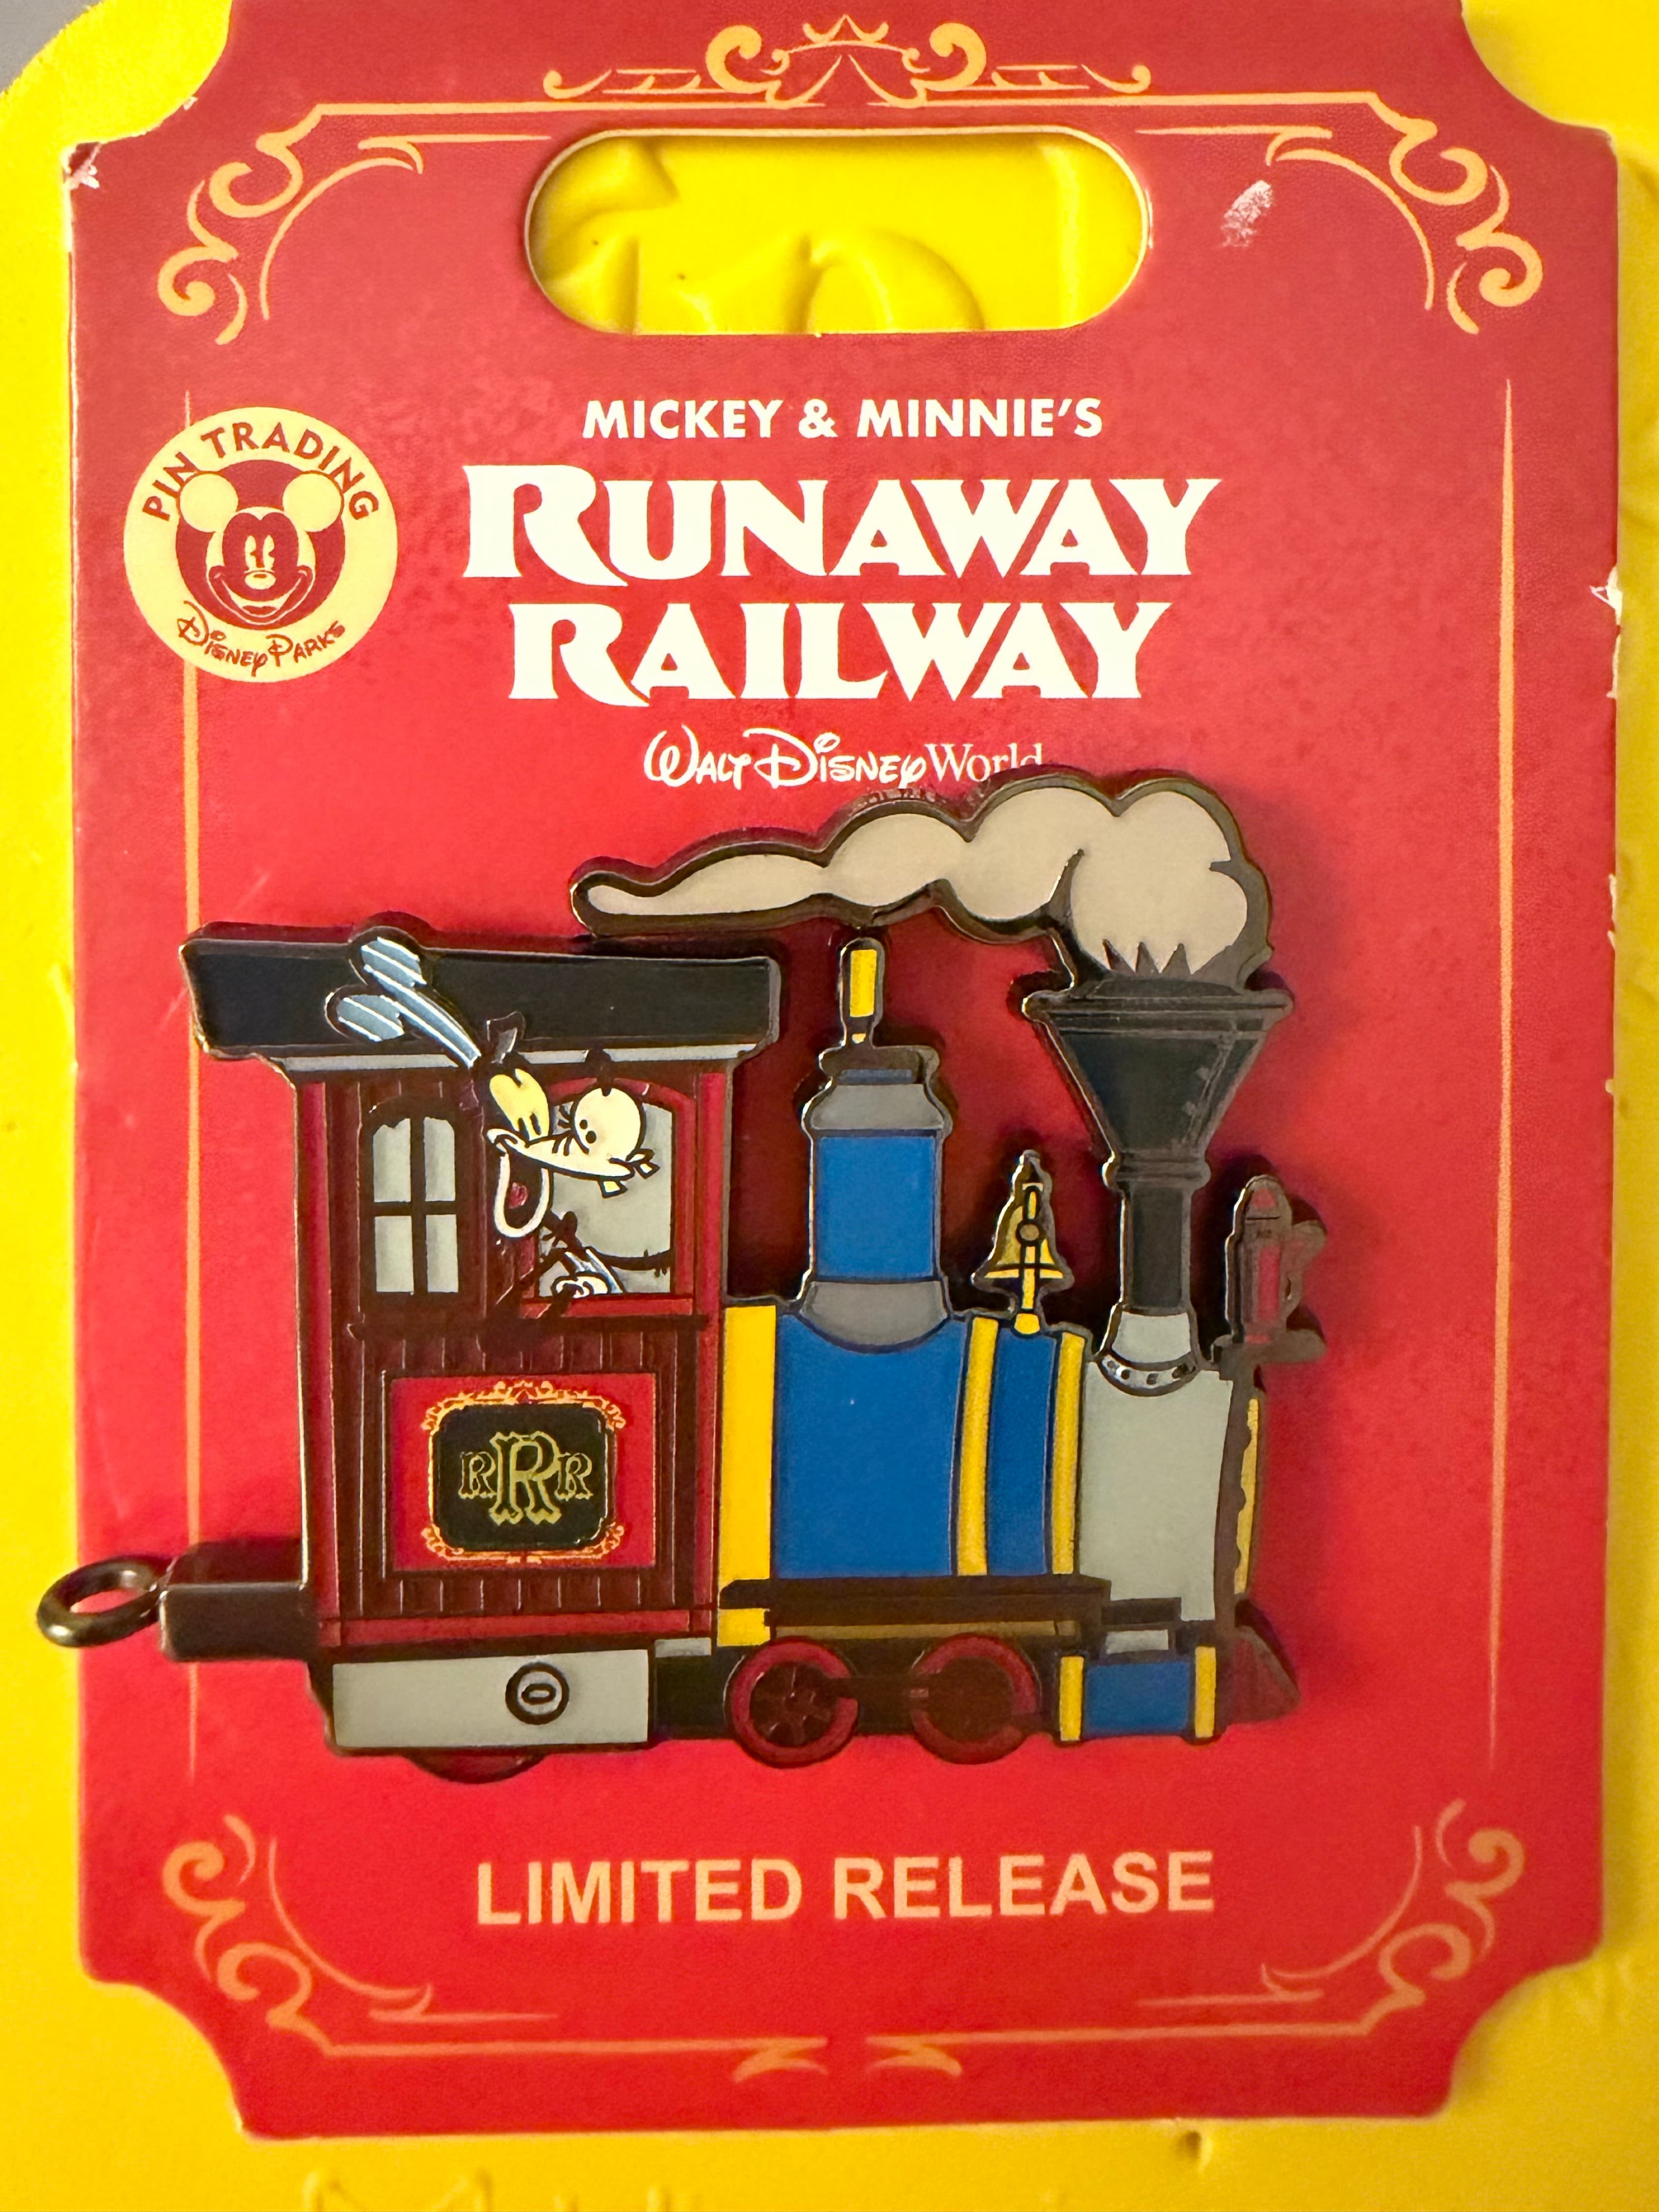 MICKEY & MINNIE'S
RUNAWAY
RAILWAY
Walt Disney World
PIN TRADING
Disney Parks
RRR
LIMITED RELEASE